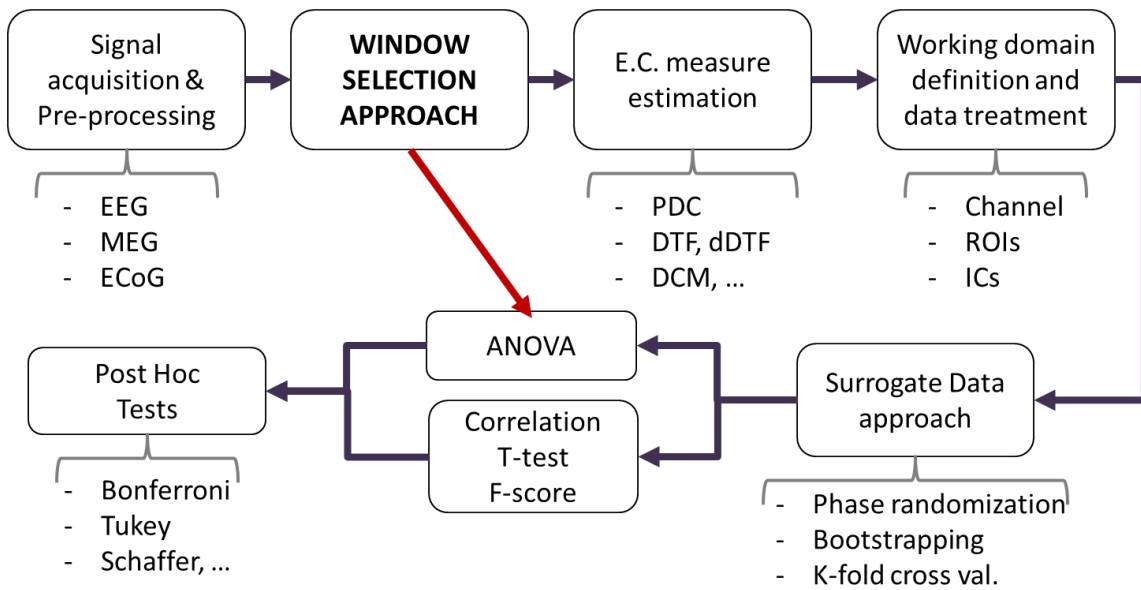 Signal
acquisition &
Pre-processing
WINDOW
SELECTION
APPROACH
E.C. measure
estimation
Working domain
definition and
data treatment
- EEG
- MEG
- ECoG
- PDC
- DTF, dDTF
- DCM, ...
- Channel
- ROIs
- ICs
ANOVA
Post Hoc
Tests
Correlation
T-test
F-score
Surrogate Data
approach
- Bonferroni
- Tukey
- Schaffer, ...
- Phase randomization
- Bootstrapping
- K-fold cross val.